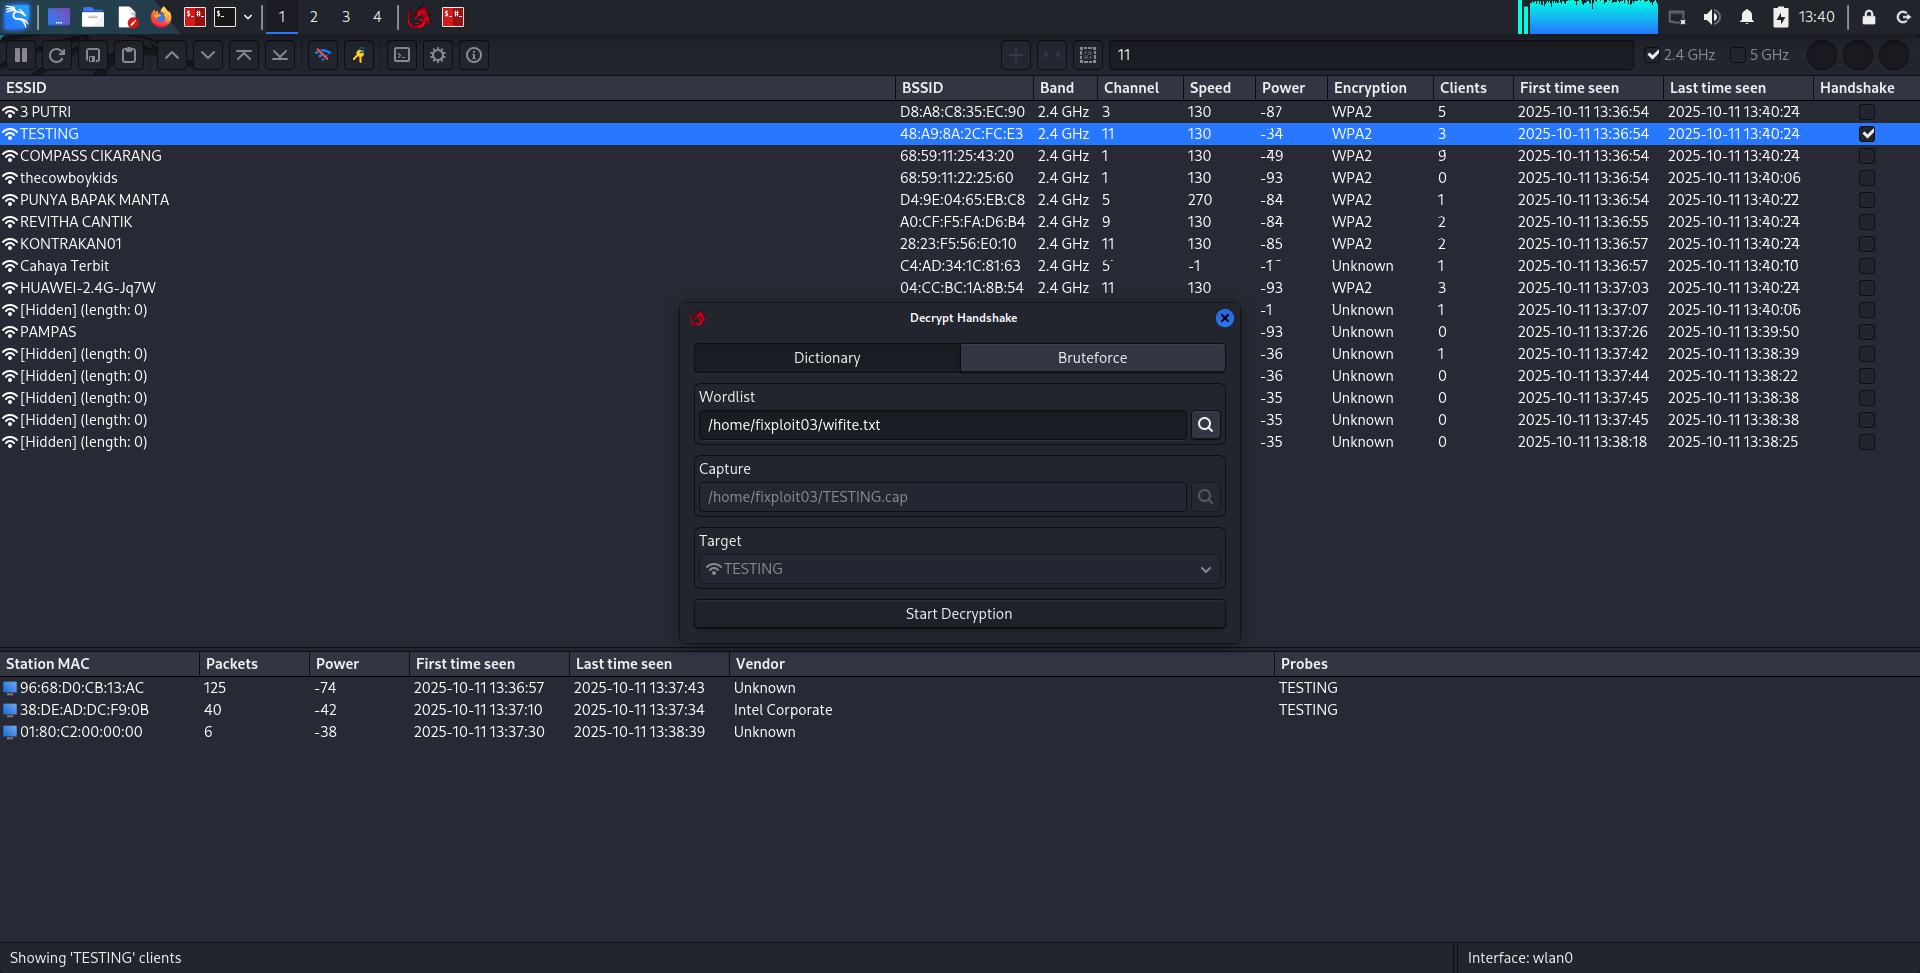 1 2 3 4 13:40
11 2.4 GHz 5 GHz
ESSID BSSID Band Channel Speed Power Encryption Clients First time seen Last time seen Handshake
3 PUTRI D8:A8:C8:35:EC:90 2.4 GHz 3 130 -87 WPA2 5 2025-10-11 13:36:54 2025-10-11 13:40:24
TESTING 48:A9:8A:2C:FC:E3 2.4 GHz 11 130 -34 WPA2 3 2025-10-11 13:36:54 2025-10-11 13:40:24
COMPASS CIKARANG 68:59:11:25:43:20 2.4 GHz 1 130 -49 WPA2 9 2025-10-11 13:36:54 2025-10-11 13:40:24
thecowboykids 68:59:11:22:25:60 2.4 GHz 1 130 -93 WPA2 0 2025-10-11 13:36:54 2025-10-11 13:40:06
PUNYA BAPAK MANTA D4:9E:04:65:EB:C8 2.4 GHz 5 270 -84 WPA2 1 2025-10-11 13:36:54 2025-10-11 13:40:22
REVITHA CANTIK A0:CF:F5:FA:D6:B4 2.4 GHz 9 130 -84 WPA2 2 2025-10-11 13:36:55 2025-10-11 13:40:24
KONTRAKAN01 28:23:F5:56:E0:10 2.4 GHz 11 130 -85 WPA2 2 2025-10-11 13:36:57 2025-10-11 13:40:24
Cahaya Terbit C4:AD:34:1C:81:63 2.4 GHz 5 -1 -1 Unknown 1 2025-10-11 13:36:57 2025-10-11 13:40:10
HUAWEI-2.4G-Jq7W 04:CC:BC:1A:8B:54 2.4 GHz 11 130 -93 WPA2 3 2025-10-11 13:37:03 2025-10-11 13:40:24
[Hidden] (length: 0) -1 Unknown 1 2025-10-11 13:37:07 2025-10-11 13:40:06
PAMPAS -93 Unknown 0 2025-10-11 13:37:26 2025-10-11 13:39:50
[Hidden] (length: 0) -36 Unknown 1 2025-10-11 13:37:42 2025-10-11 13:38:39
[Hidden] (length: 0) -36 Unknown 0 2025-10-11 13:37:44 2025-10-11 13:38:22
[Hidden] (length: 0) -35 Unknown 0 2025-10-11 13:37:45 2025-10-11 13:38:38
[Hidden] (length: 0) -35 Unknown 0 2025-10-11 13:37:45 2025-10-11 13:38:38
[Hidden] (length: 0) -35 Unknown 0 2025-10-11 13:38:18 2025-10-11 13:38:25
Decrypt Handshake
Dictionary Bruteforce
Wordlist
/home/fixploit03/wifite.txt
Capture
/home/fixploit03/TESTING.cap
Target
TESTING
Start Decryption
Station MAC Packets Power First time seen Last time seen Vendor Probes
96:68:D0:CB:13:AC 125 -74 2025-10-11 13:36:57 2025-10-11 13:37:43 Unknown TESTING
38:DE:AD:DC:F9:0B 40 -42 2025-10-11 13:37:10 2025-10-11 13:37:34 Intel Corporate TESTING
01:80:C2:00:00:00 6 -38 2025-10-11 13:37:30 2025-10-11 13:38:39 Unknown
Showing 'TESTING' clients Interface: wlan0